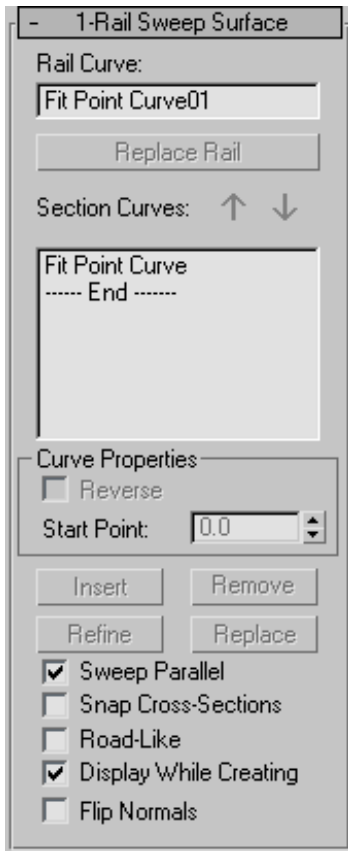 - 1-Rail Sweep Surface
Rail Curve:
Fit Point Curve01
Replace Rail
Section Curves:
Fit Point Curve
------ End -------
Curve Properties
Reverse
Start Point: 0.0
Insert Remove
Refine Replace
Sweep Parallel
Snap Cross-Sections
Road-Like
Display While Creating
Flip Normals